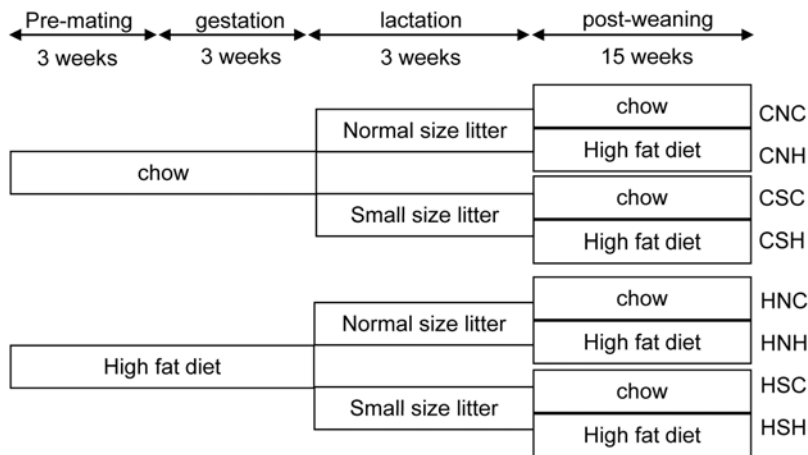 Pre-mating gestation lactation post-weaning
3 weeks 3 weeks 3 weeks 15 weeks
chow CNC
Normal size litter
High fat diet CNH
chow
chow CSC
Small size litter
High fat diet CSH
chow HNC
Normal size litter
High fat diet HNH
High fat diet
chow HSC
Small size litter
High fat diet HSH